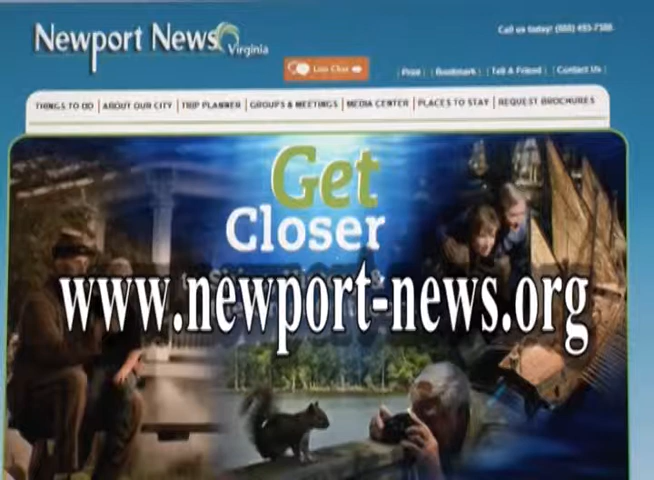 Newport News
Virginia
Call us today! (888) 493-7386
Live Chat
Print | Bookmark | Tell A Friend | Contact Us
THINGS TO DO | ABOUT OUR CITY | TRIP PLANNER | GROUPS & MEETINGS | MEDIA CENTER | PLACES TO STAY | REQUEST BROCHURES
Get
Closer
www.newport-news.org